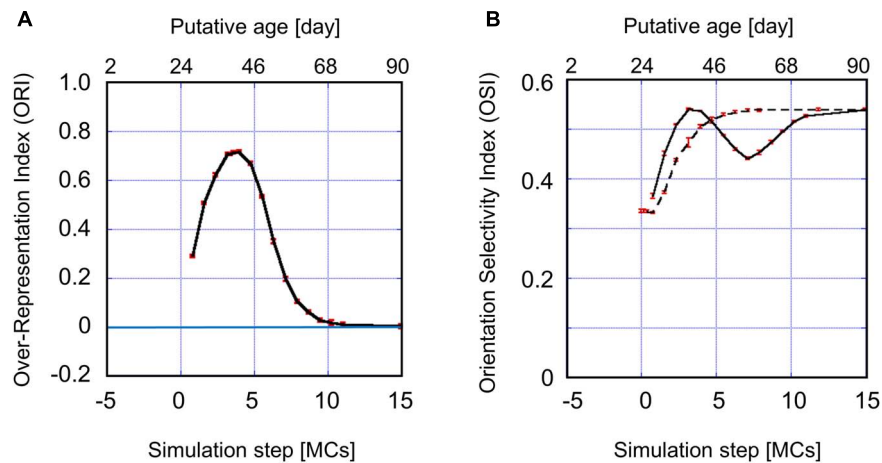 A
Putative age [day]
2 24 46 68 90
Over-Representation Index (ORI)
1.0
0.8
0.6
0.4
0.2
0
-0.2
-5 0 5 10 15
Simulation step [MCs]
B
Putative age [day]
2 24 46 68 90
Orientation Selectivity Index (OSI)
0.6
0.4
0.2
0
-5 0 5 10 15
Simulation step [MCs]